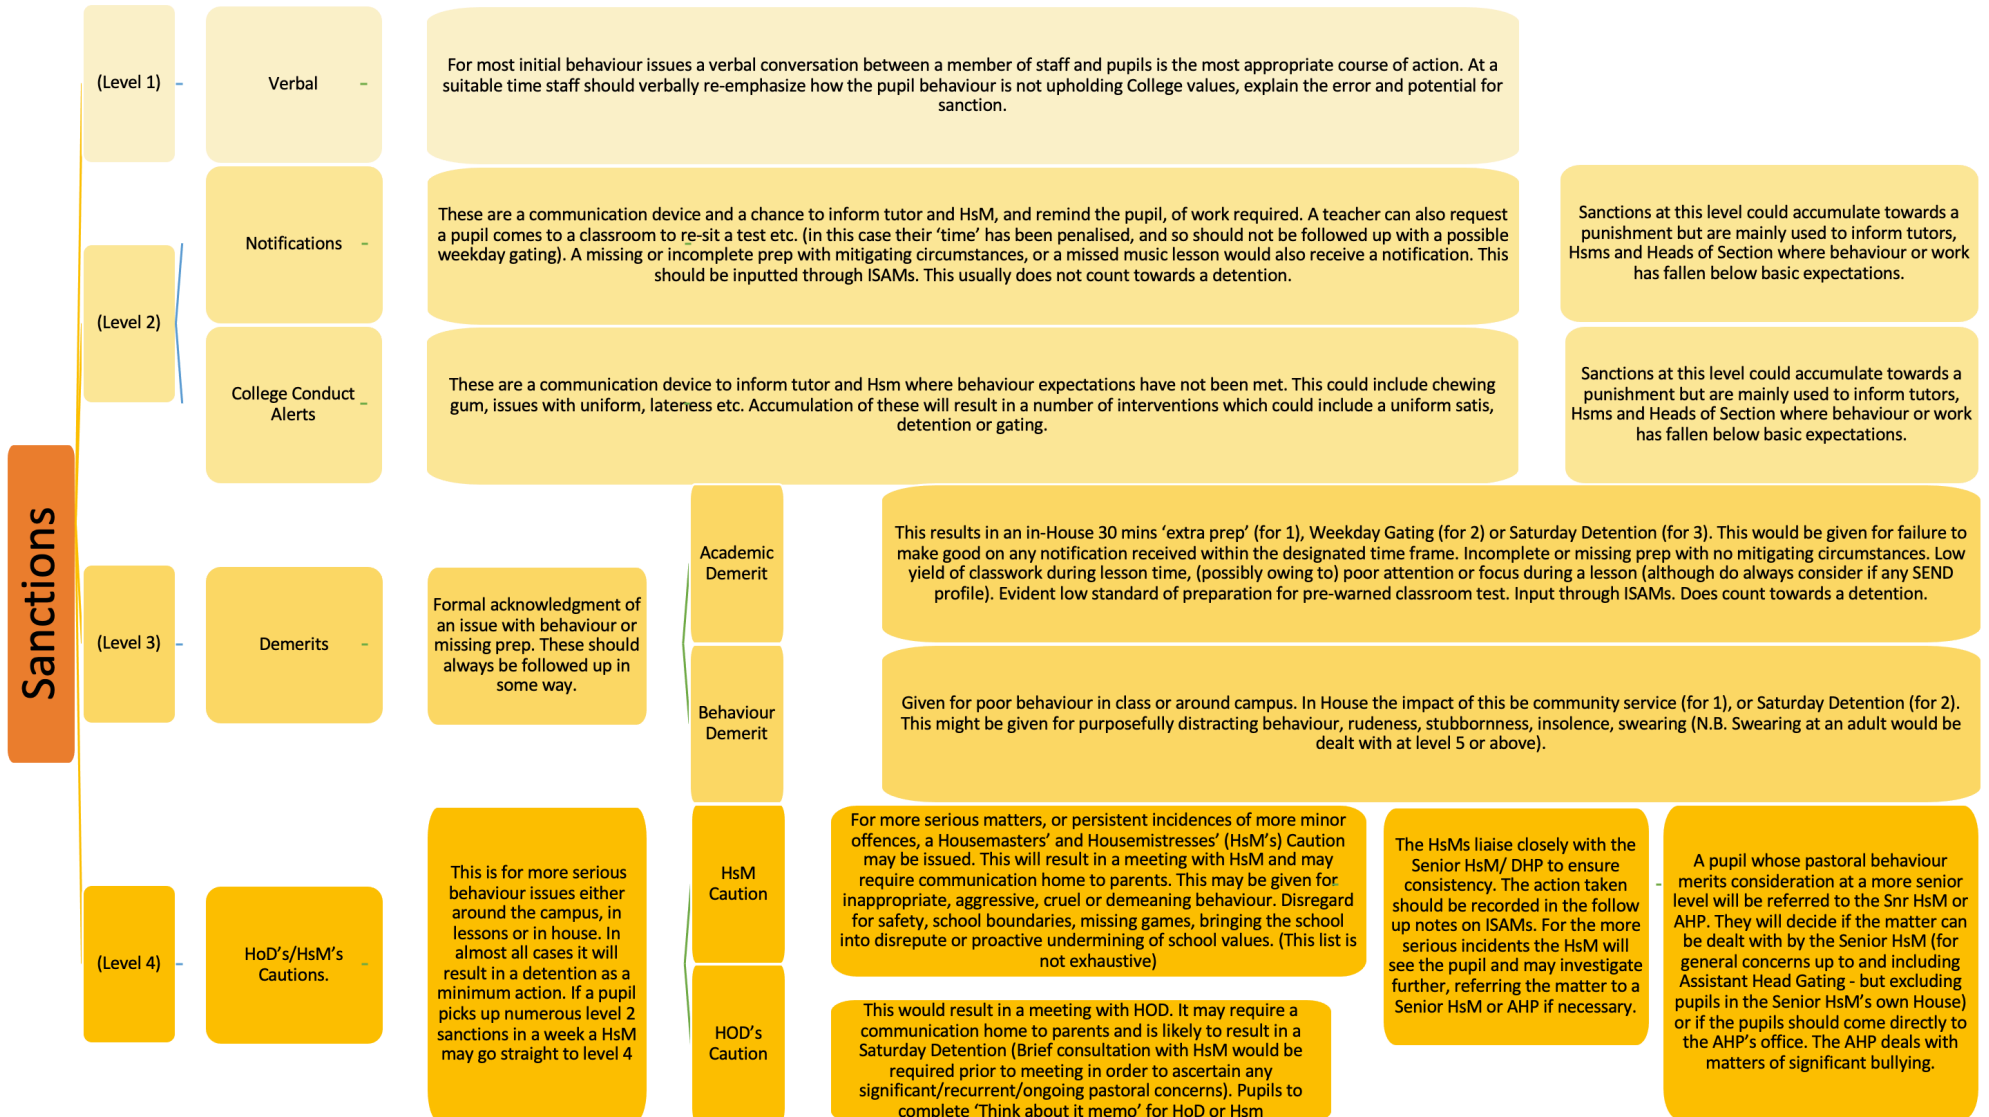 Sanctions
(Level 1)
Verbal
For most initial behaviour issues a verbal conversation between a member of staff and pupils is the most appropriate course of action. At a
suitable time staff should verbally re-emphasize how the pupil behaviour is not upholding College values, explain the error and potential for
sanction.
(Level 2)
Notifications
These are a communication device and a chance to inform tutor and HsM, and remind the pupil, of work required. A teacher can also request
a pupil comes to a classroom to re-sit a test etc. (in this case their ‘time’ has been penalised, and so should not be followed up with a possible
weekday gating). A missing or incomplete prep with mitigating circumstances, or a missed music lesson would also receive a notification. This
should be inputted through ISAMs. This usually does not count towards a detention.
Sanctions at this level could accumulate towards a
punishment but are mainly used to inform tutors,
Hsms and Heads of Section where behaviour or work
has fallen below basic expectations.
College Conduct
Alerts
These are a communication device to inform tutor and Hsm where behaviour expectations have not been met. This could include chewing
gum, issues with uniform, lateness etc. Accumulation of these will result in a number of interventions which could include a uniform satis,
detention or gating.
Sanctions at this level could accumulate towards a
punishment but are mainly used to inform tutors,
Hsms and Heads of Section where behaviour or work
has fallen below basic expectations.
(Level 3)
Demerits
Formal acknowledgment of
an issue with behaviour or
missing prep. These should
always be followed up in
some way.
Academic
Demerit
This results in an in-House 30 mins ‘extra prep’ (for 1), Weekday Gating (for 2) or Saturday Detention (for 3). This would be given for failure to
make good on any notification received within the designated time frame. Incomplete or missing prep with no mitigating circumstances. Low
yield of classwork during lesson time, (possibly owing to) poor attention or focus during a lesson (although do always consider if any SEND
profile). Evident low standard of preparation for pre-warned classroom test. Input through ISAMs. Does count towards a detention.
Behaviour
Demerit
Given for poor behaviour in class or around campus. In House the impact of this be community service (for 1), or Saturday Detention (for 2).
This might be given for purposefully distracting behaviour, rudeness, stubbornness, insolence, swearing (N.B. Swearing at an adult would be
dealt with at level 5 or above).
(Level 4)
HoD’s/HsM’s
Cautions.
This is for more serious
behaviour issues either
around the campus, in
lessons or in house. In
almost all cases it will
result in a detention as a
minimum action. If a pupil
picks up numerous level 2
sanctions in a week a HsM
may go straight to level 4
HsM
Caution
For more serious matters, or persistent incidences of more minor
offences, a Housemasters’ and Housemistresses’ (HsM’s) Caution
may be issued. This will result in a meeting with HsM and may
require communication home to parents. This may be given for
inappropriate, aggressive, cruel or demeaning behaviour. Disregard
for safety, school boundaries, missing games, bringing the school
into disrepute or proactive undermining of school values. (This list is
not exhaustive)
The HsMs liaise closely with the
Senior HsM/ DHP to ensure
consistency. The action taken
should be recorded in the follow
up notes on ISAMs. For the more
serious incidents the HsM will
see the pupil and may investigate
further, referring the matter to a
Senior HsM or AHP if necessary.
A pupil whose pastoral behaviour
merits consideration at a more senior
level will be referred to the Snr HsM or
AHP. They will decide if the matter can
be dealt with by the Senior HsM (for
general concerns up to and including
Assistant Head Gating - but excluding
pupils in the Senior HsM’s own House)
or if the pupils should come directly to
the AHP’s office. The AHP deals with
matters of significant bullying.
HOD’s
Caution
This would result in a meeting with HOD. It may require a
communication home to parents and is likely to result in a
Saturday Detention (Brief consultation with HsM would be
required prior to meeting in order to ascertain any
significant/recurrent/ongoing pastoral concerns). Pupils to
complete ‘Think about it memo’ for HoD or Hsm